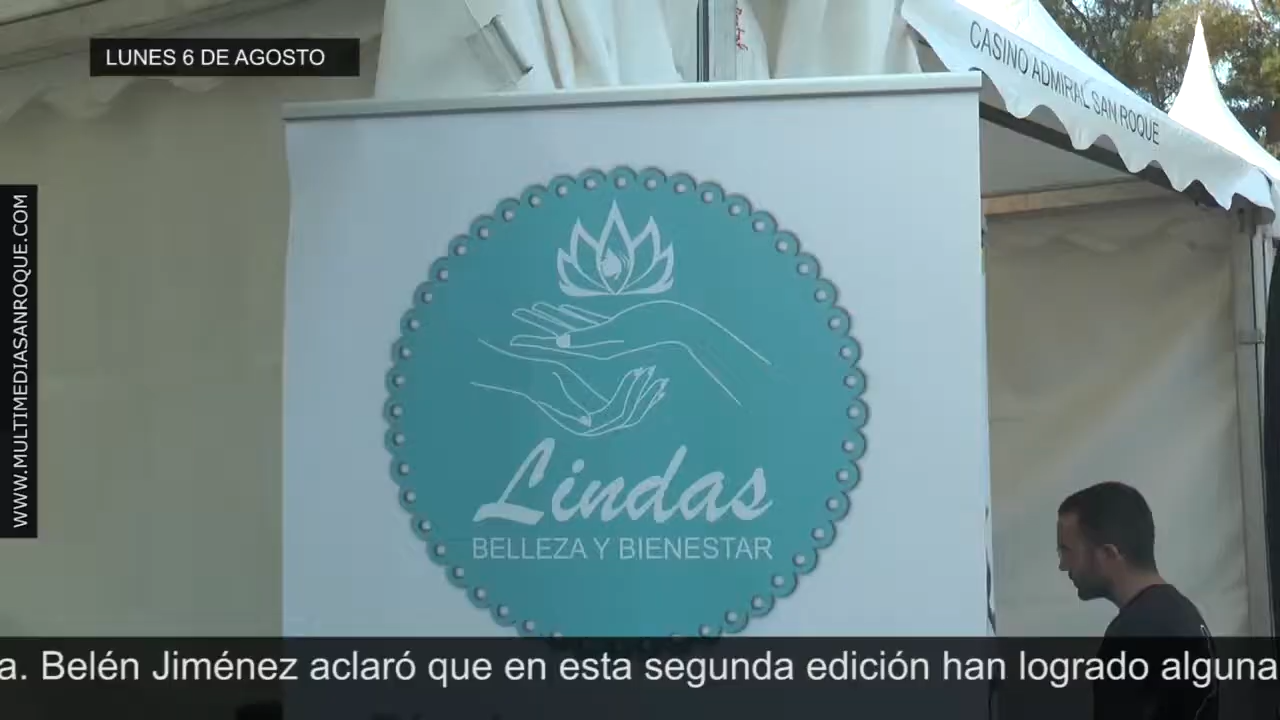 LUNES 6 DE AGOSTO
CASINO ADMIRAL SAN ROQUE
WWW.MULTIMEDIASANROQUE.COM
Lindas
BELLEZA Y BIENESTAR
a. Belén Jiménez aclaró que en esta segunda edición han logrado alguna